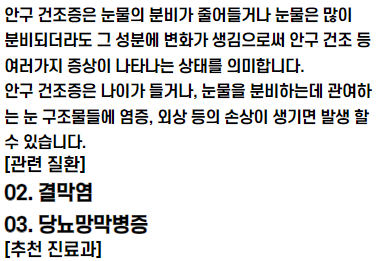 안구 건조증은 눈물의 분비가 줄어들거나 눈물은 많이
분비되더라도 그 성분에 변화가 생김으로써 안구 건조 등
여러가지 증상이 나타나는 상태를 의미합니다.
안구 건조증은 나이가 들거나, 눈물을 분비하는데 관여하
는 눈 구조물들에 염증, 외상 등의 손상이 생기면 발생 할
수 있습니다.
[관련 질환]
02. 결막염
03. 당뇨망막병증
[추천 진료과]